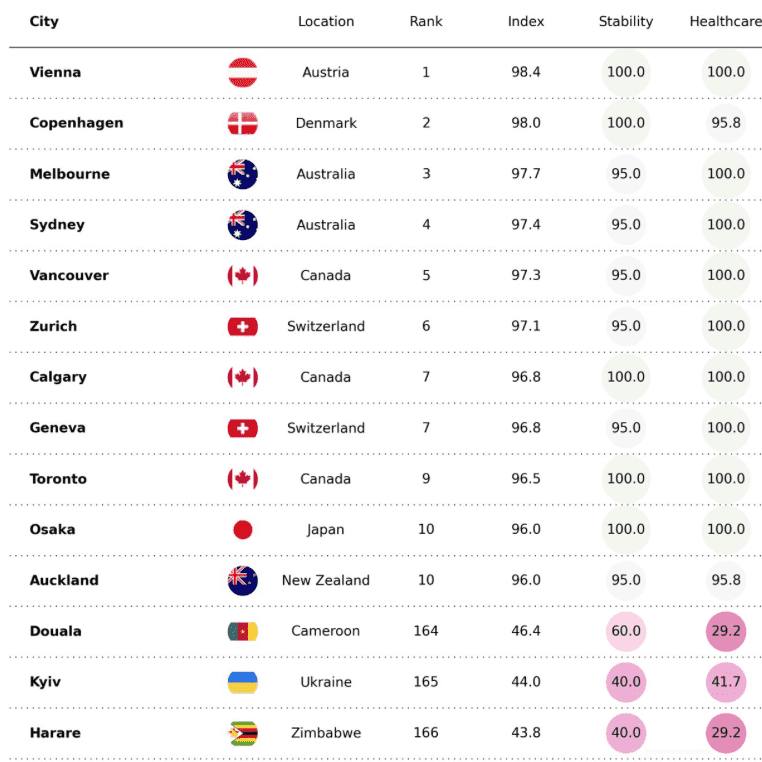 City Location Rank Index Stability Healthcare
Vienna Austria 1 98.4 100.0 100.0
Copenhagen Denmark 2 98.0 100.0 95.8
Melbourne Australia 3 97.7 95.0 100.0
Sydney Australia 4 97.4 95.0 100.0
Vancouver Canada 5 97.3 95.0 100.0
Zurich Switzerland 6 97.1 95.0 100.0
Calgary Canada 7 96.8 100.0 100.0
Geneva Switzerland 7 96.8 95.0 100.0
Toronto Canada 9 96.5 100.0 100.0
Osaka Japan 10 96.0 100.0 100.0
Auckland New Zealand 10 96.0 95.0 95.8
Douala Cameroon 164 46.4 60.0 29.2
Kyiv Ukraine 165 44.0 40.0 41.7
Harare Zimbabwe 166 43.8 40.0 29.2